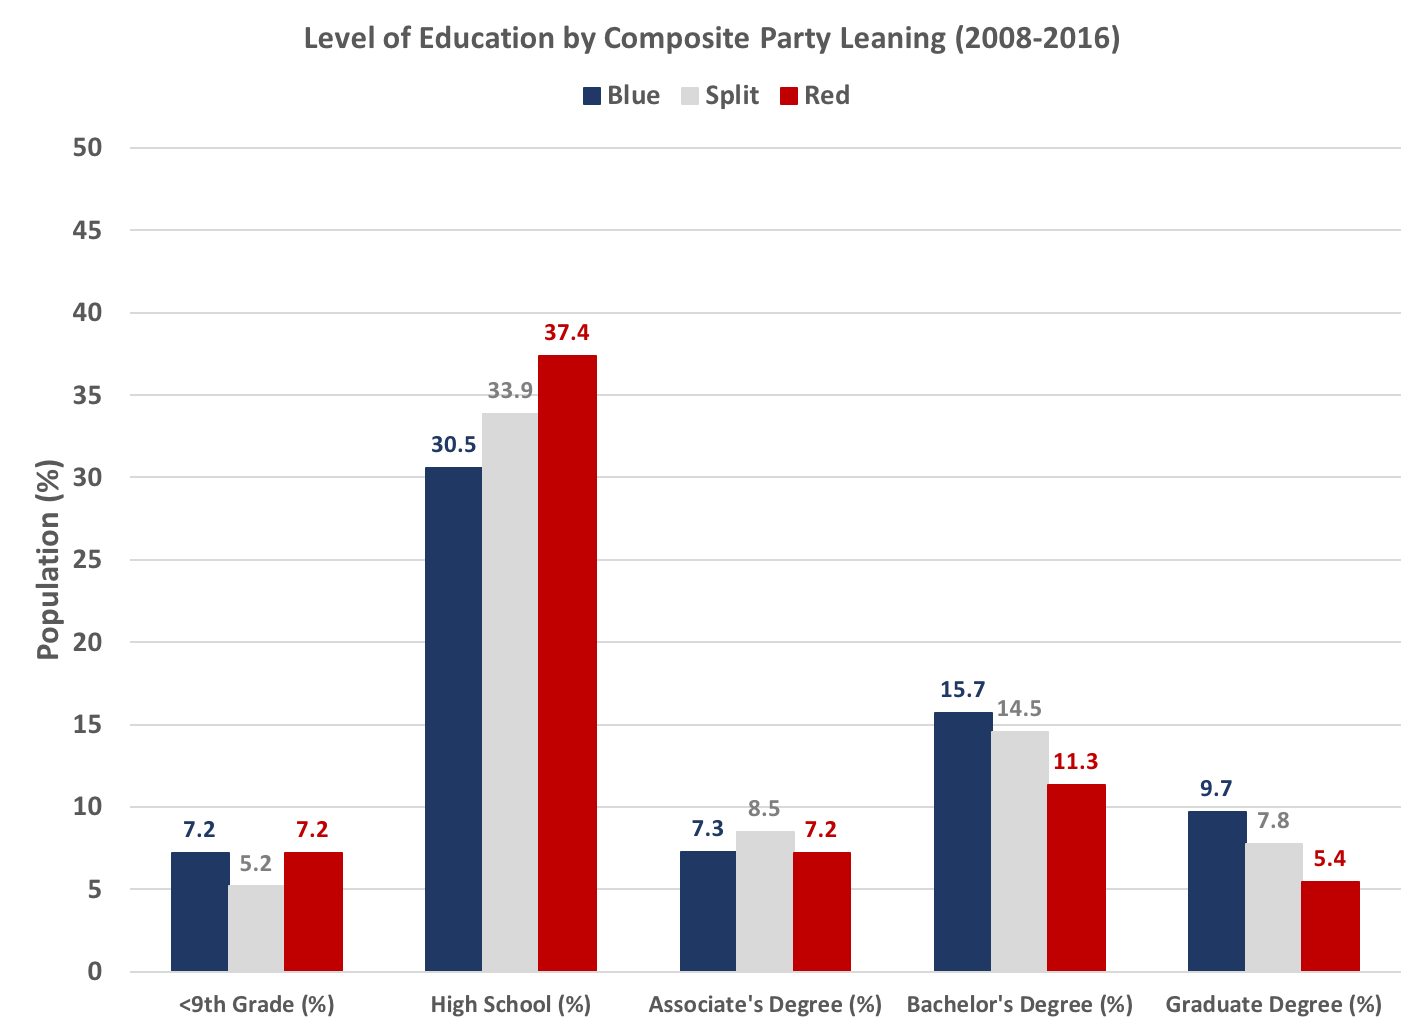 Level of Education by Composite Party Leaning (2008-2016)
Blue Split Red
50
45
40
35
30
25
20
15
10
5
0
Population (%)
7.2 5.2 7.2
30.5 33.9 37.4
7.3 8.5 7.2
15.7 14.5 11.3
9.7 7.8 5.4
<9th Grade (%) High School (%) Associate's Degree (%) Bachelor's Degree (%) Graduate Degree (%)